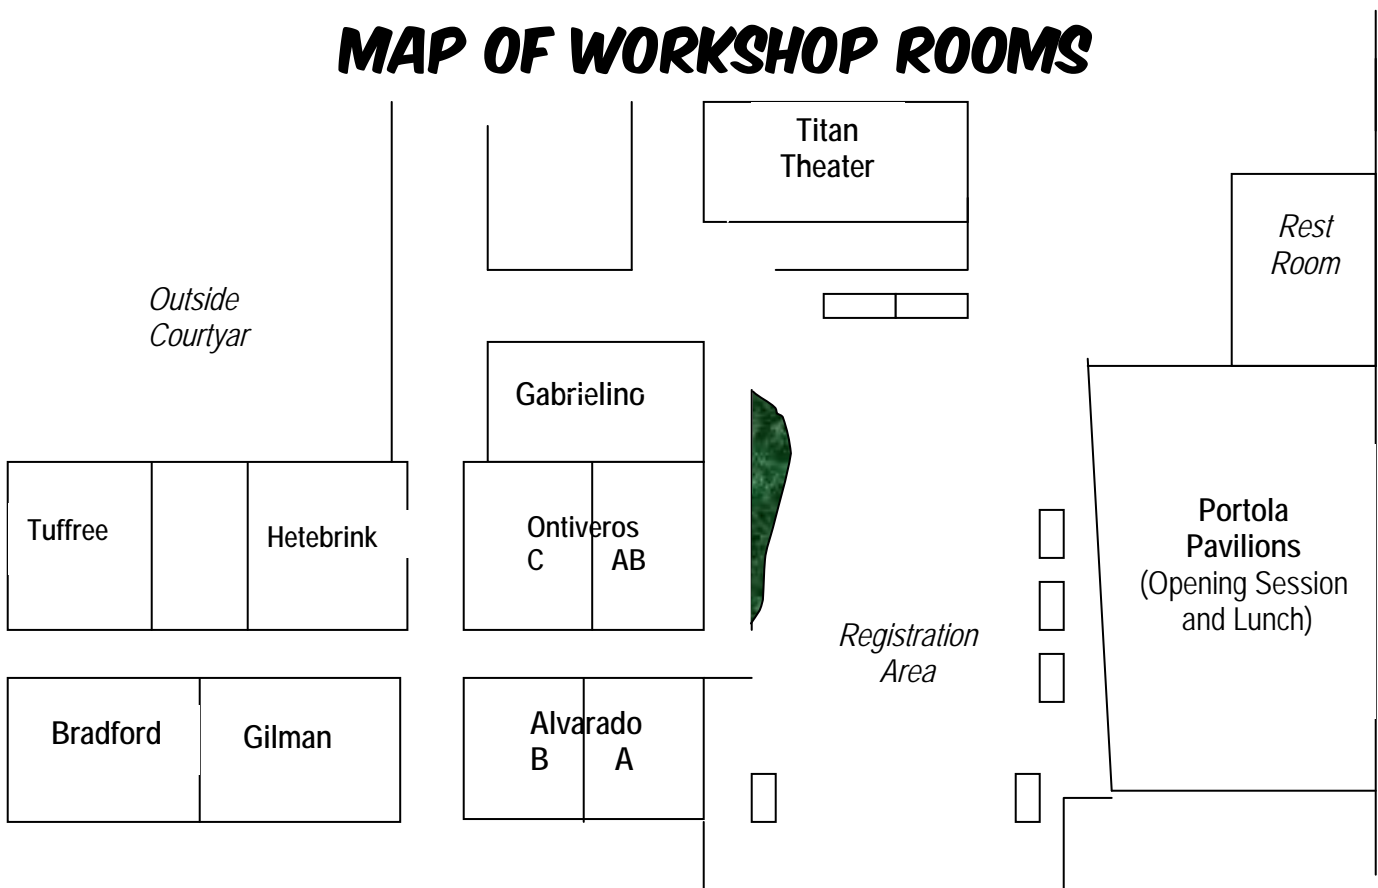 MAP OF WORKSHOP ROOMS
Titan
Theater
Rest
Room
Outside
Courtyar
Gabrielino
Tuffree
Hetebrink
Ontiveros
C AB
Portola
Pavilions
(Opening Session
and Lunch)
Registration
Area
Bradford
Gilman
Alvarado
B A